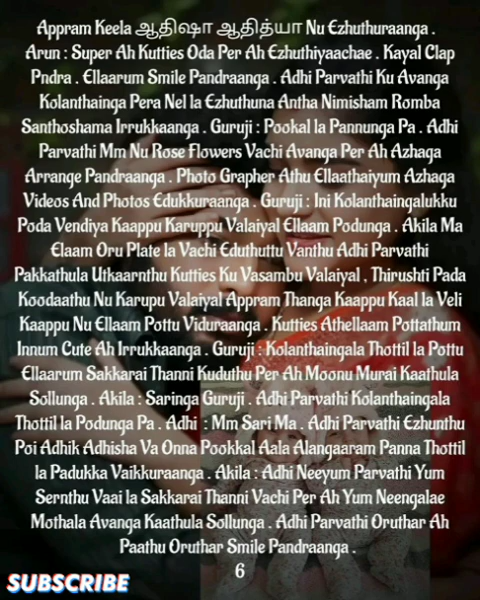 Appram Keela ஆதிஷா ஆதித்யா Nu Ezhuthuraanga .
Arun : Super Ah Kutties Oda Per Ah Ezhuthiyaachae . Kayal Clap
Pndra . Ellaarum Smile Pandraanga . Adhi Parvathi Ku Avanga
Kolanthainga Pera Nel la Ezhuthuna Antha Nimisham Romba
Santhoshama Irrukkaanga . Guruji : Pookal la Pannunga Pa . Adhi
Parvathi Mm Nu Rose Flowers Vachi Avanga Per Ah Azhaga
Arrange Pandraanga . Photo Grapher Athu Ellaathaiyum Azhaga
Videos And Photos Edukkuraanga . Guruji : Ini Kolanthaingalukku
Poda Vendiya Kaappu Karuppu Valaiyal Ellaam Podunga . Akila Ma
Elaam Oru Plate la Vachi Eduthuttu Vanthu Adhi Parvathi
Pakkathula Utkaarnthu Kutties Ku Vasambu Valaiyal , Thirushti Pada
Koodaathu Nu Karupu Valaiyal Appram Thanga Kaappu Kaal la Veli
Kaappu Nu Ellaam Pottu Viduraanga . Kutties Athellaam Pottathum
Innum Cute Ah Irrukkaanga . Guruji : Kolanthaingala Thottil la Pottu
Ellaarum Sakkarai Thanni Kuduthu Per Ah Moonu Murai Kaathula
Sollunga . Akila : Saringa Guruji . Adhi Parvathi Kolanthaingala
Thottil la Podunga Pa . Adhi : Mm Sari Ma . Adhi Parvathi Ezhunthu
Poi Adhik Adhisha Va Onna Pookkal Aala Alangaaram Panna Thottil
la Padukka Vaikkuraanga . Akila : Adhi Neeyum Parvathi Yum
Sernthu Vaai la Sakkarai Thanni Vachi Per Ah Yum Neengalae
Mothala Avanga Kaathula Sollunga . Adhi Parvathi Oruthar Ah
Paathu Oruthar Smile Pandraanga .
6
SUBSCRIBE